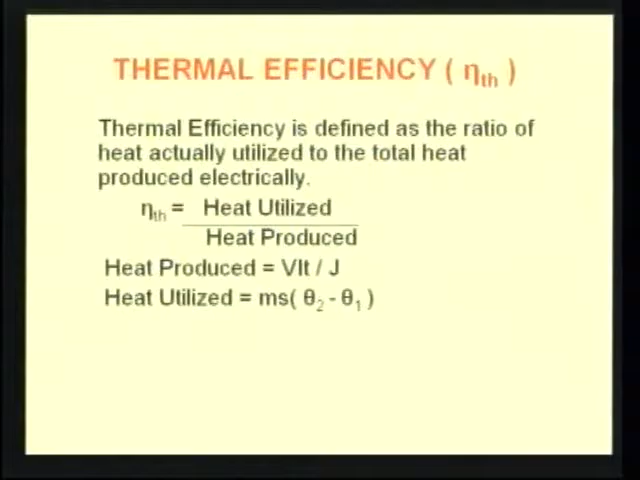 THERMAL EFFICIENCY ( ηth )
Thermal Efficiency is defined as the ratio of
heat actually utilized to the total heat
produced electrically.
ηth = Heat Utilized
Heat Produced
Heat Produced = VIt / J
Heat Utilized = ms( θ2 - θ1 )